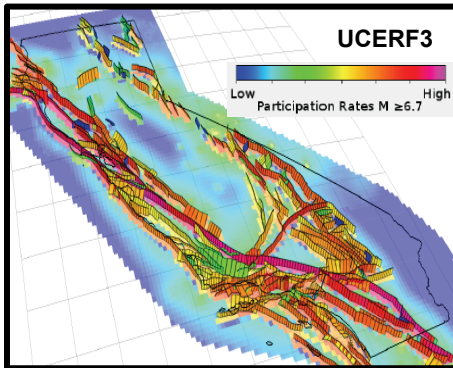 UCERF3
Low High
Participation Rates M ≥6.7